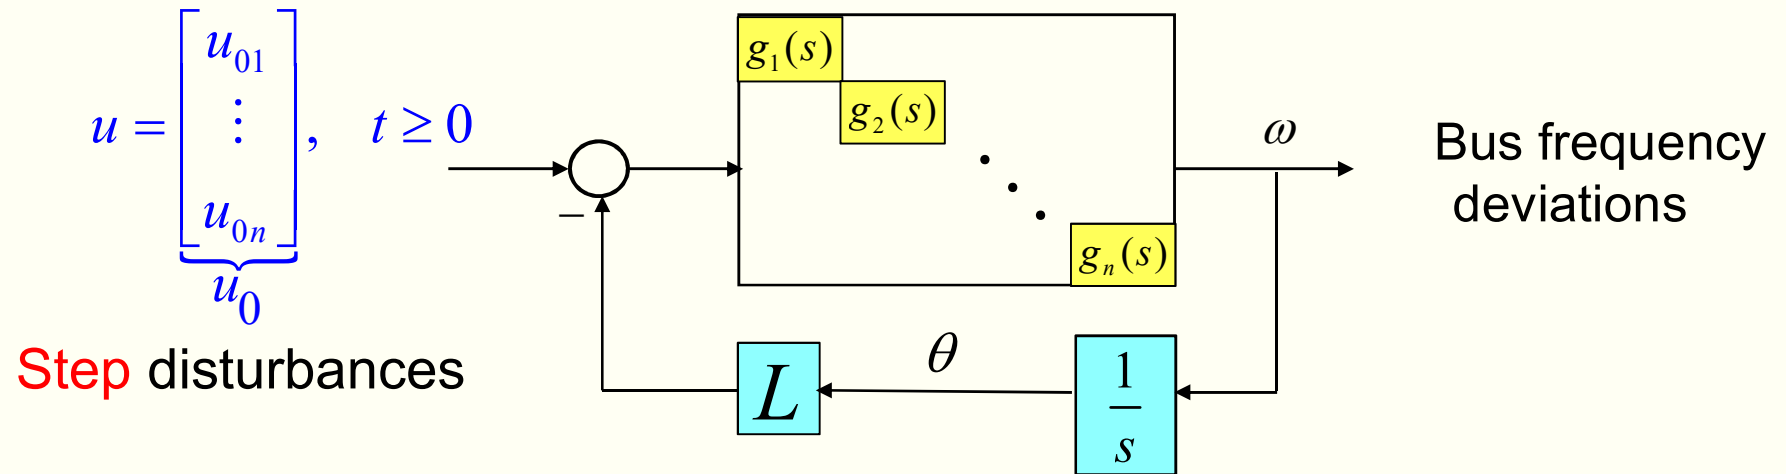 u = [ u₀₁ ⋮ u₀ₙ ] , t ≥ 0
u₀
Step disturbances
g₁(s)
g₂(s)
⋱
gₙ(s)
ω
Bus frequency
deviations
−
L
θ
1/s